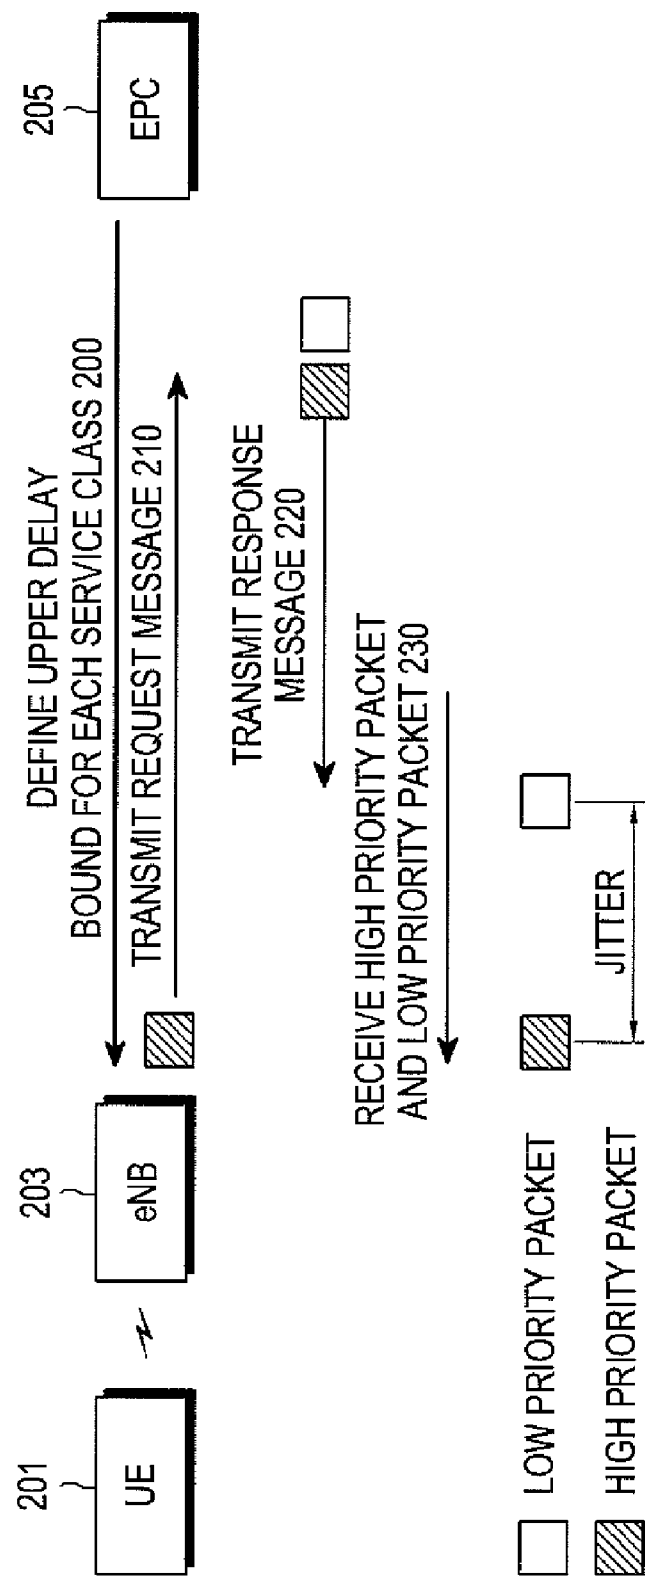 201
UE
203
eNB
205
EPC
DEFINE UPPER DELAY
BOUND FOR EACH SERVICE CLASS 200
TRANSMIT REQUEST MESSAGE 210
TRANSMIT RESPONSE
MESSAGE 220
RECEIVE HIGH PRIORITY PACKET
AND LOW PRIORITY PACKET 230
JITTER
LOW PRIORITY PACKET
HIGH PRIORITY PACKET